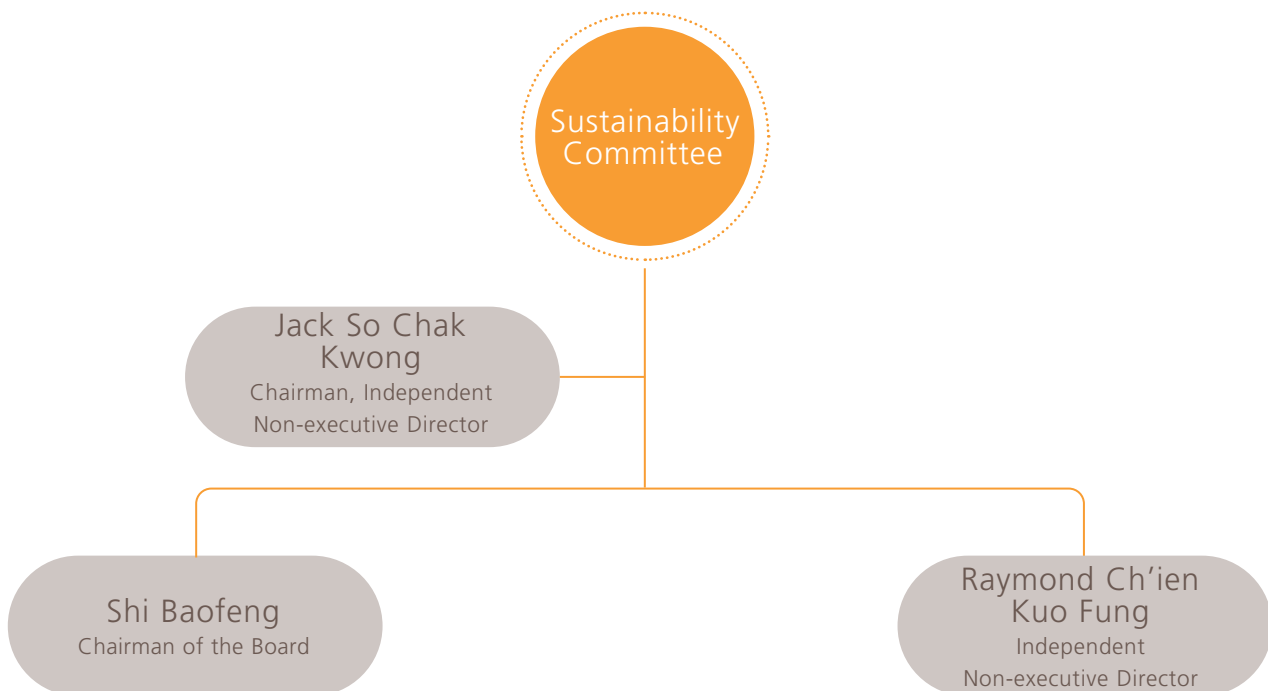 Sustainability
Committee
Jack So Chak
Kwong
Chairman, Independent
Non-executive Director
Shi Baofeng
Chairman of the Board
Raymond Ch’ien
Kuo Fung
Independent
Non-executive Director